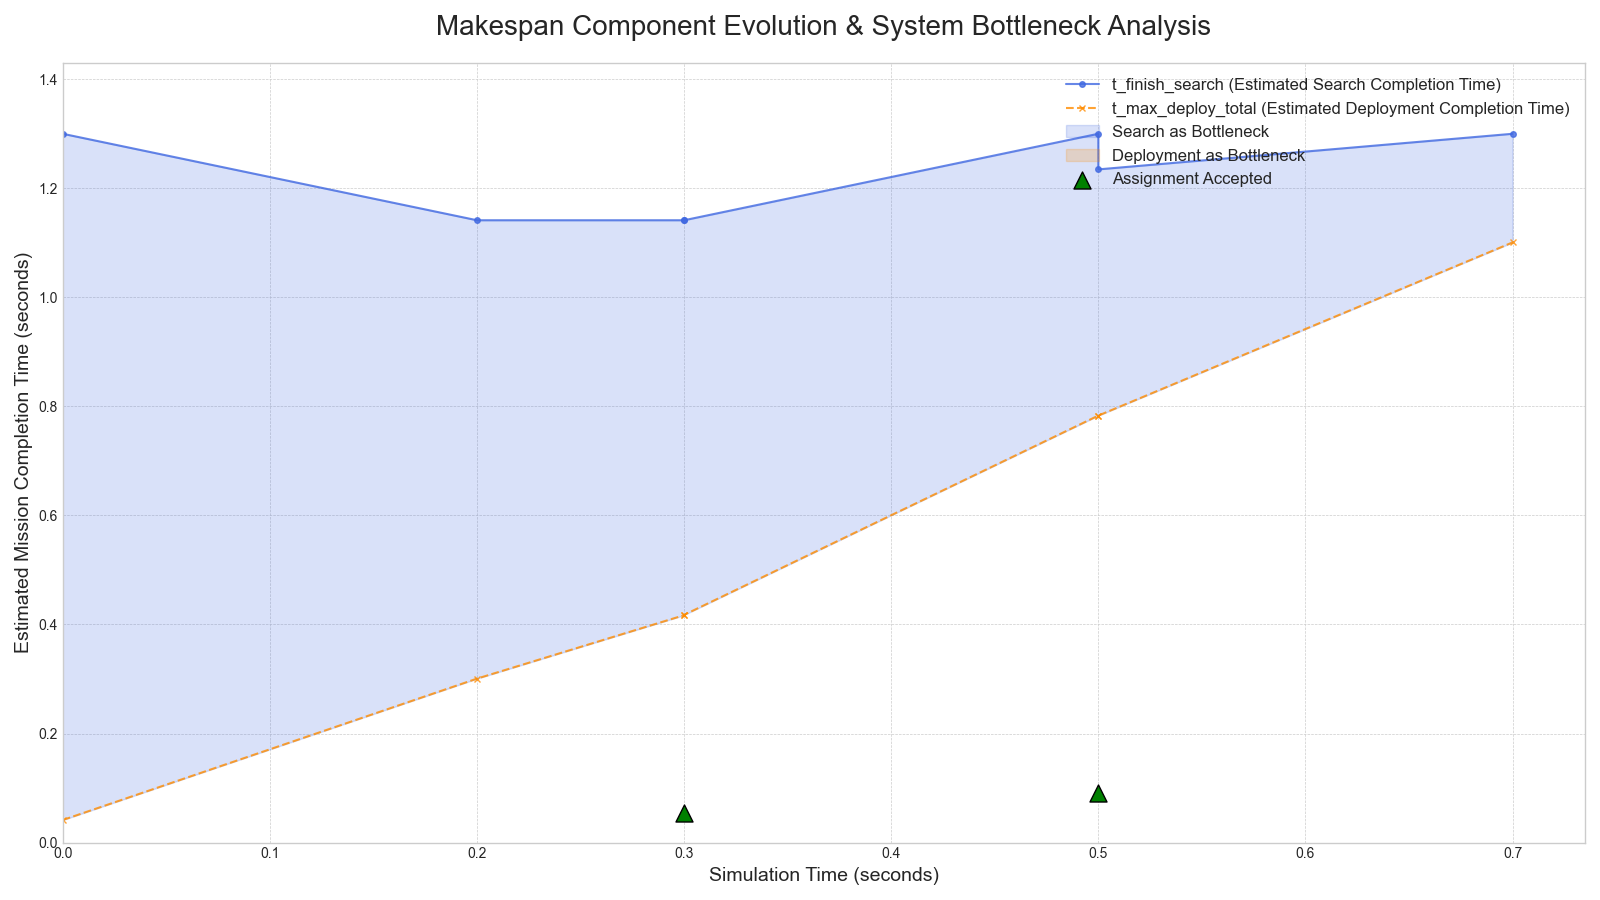 Makespan Component Evolution & System Bottleneck Analysis
t_finish_search (Estimated Search Completion Time)
t_max_deploy_total (Estimated Deployment Completion Time)
Search as Bottleneck
Deployment as Bottleneck
Assignment Accepted
Estimated Mission Completion Time (seconds)
1.4
1.2
1.0
0.8
0.6
0.4
0.2
0.0
0.0 0.1 0.2 0.3 0.4 0.5 0.6 0.7
Simulation Time (seconds)